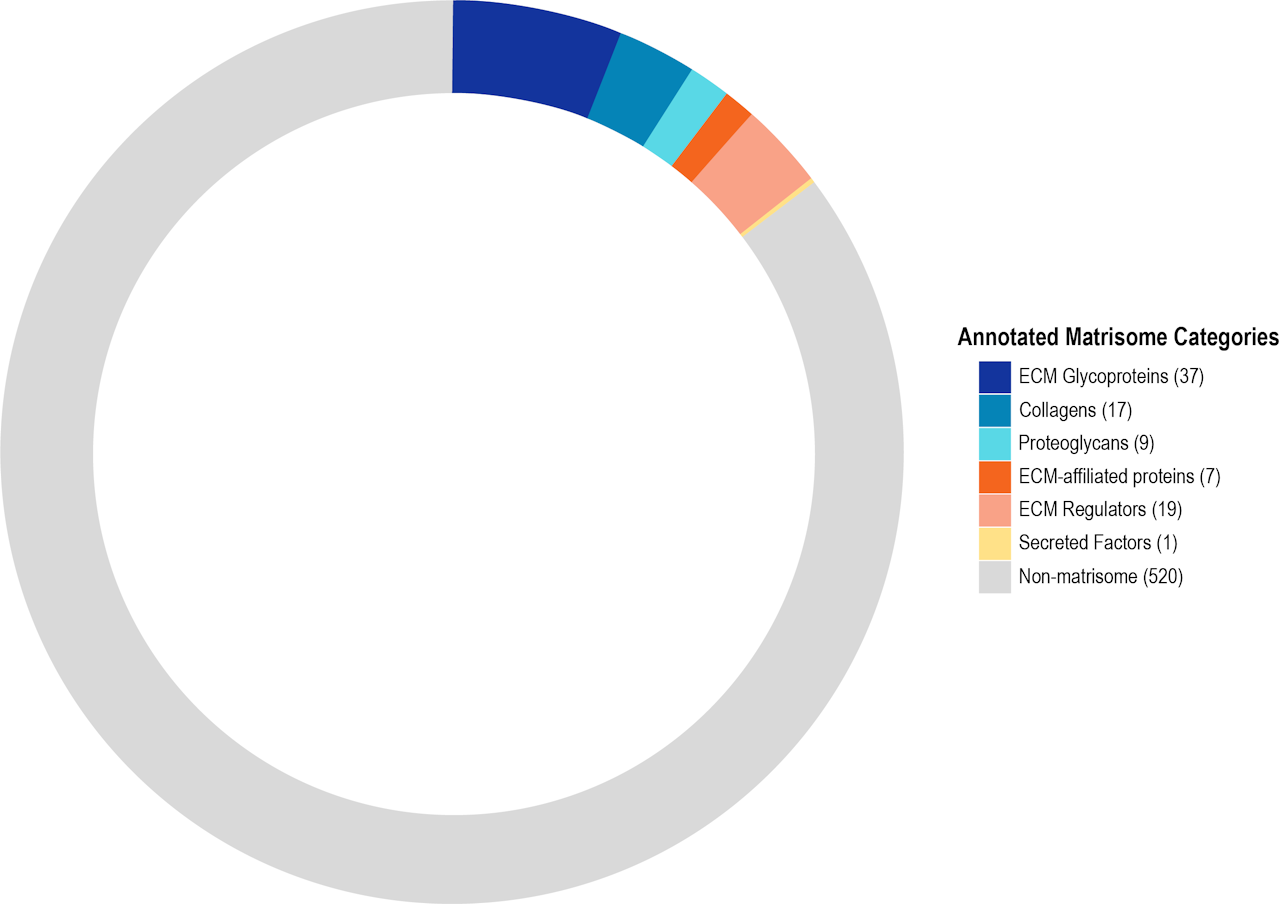 Annotated Matrisome Categories
ECM Glycoproteins (37)
Collagens (17)
Proteoglycans (9)
ECM-affiliated proteins (7)
ECM Regulators (19)
Secreted Factors (1)
Non-matrisome (520)